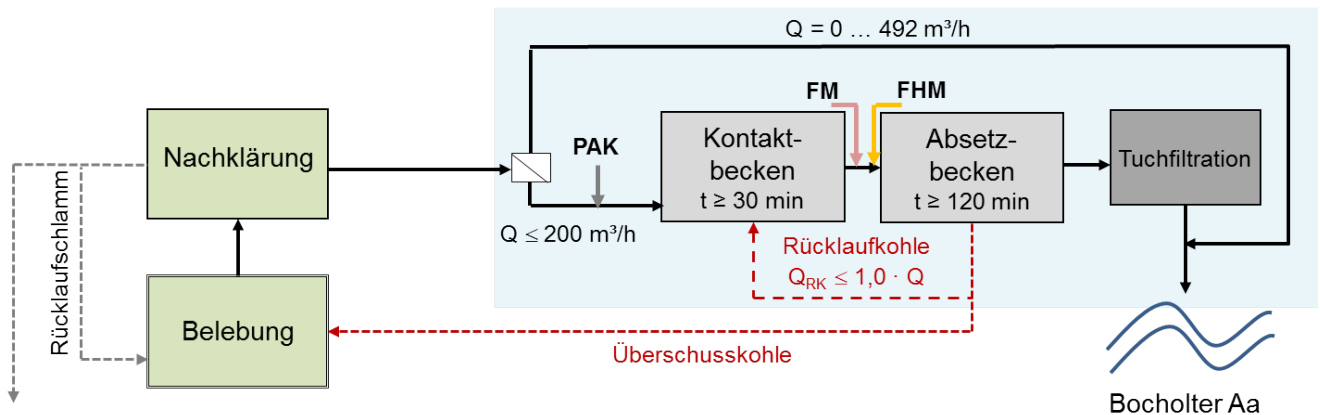 Q = 0 … 492 m³/h
FM
FHM
Nachklärung
PAK
Kontakt-
becken
t ≥ 30 min
Absetz-
becken
t ≥ 120 min
Tuchfiltration
Q ≤ 200 m³/h
Rücklaufschlamm
Rücklaufkohle
Q_RK ≤ 1,0 · Q
Belebung
Überschusskohle
Bocholter Aa